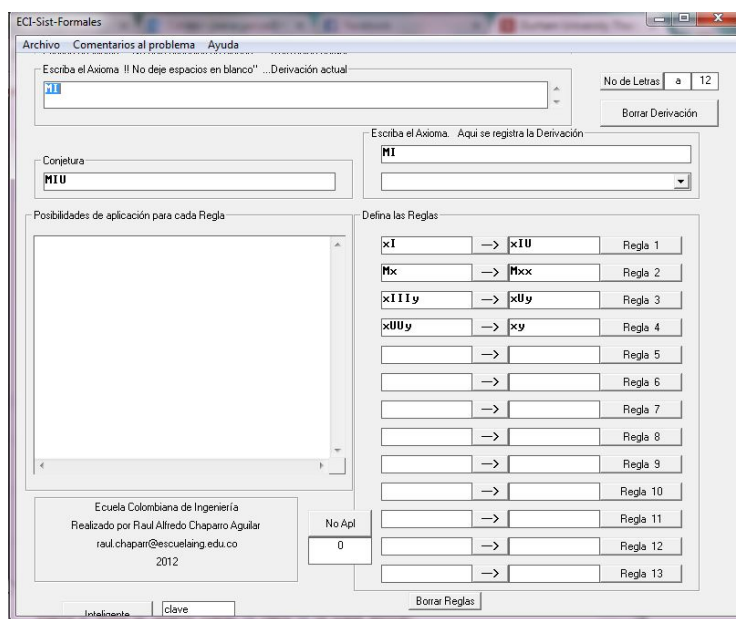 ECI-Sist-Formales
Archivo Comentarios al problema Ayuda
Escriba el Axioma !! No deje espacios en blanco" ...Derivación actual
MI
No de Letras a 12
Borrar Derivación
Escriba el Axioma. Aqui se registra la Derivación
MI
Conjetura
MIU
Posibilidades de aplicación para cada Regla
Defina las Reglas
xI —> xIU Regla 1
Mx —> Mxx Regla 2
xIIIy —> xUy Regla 3
xUUy —> xy Regla 4
—> Regla 5
—> Regla 6
—> Regla 7
—> Regla 8
—> Regla 9
—> Regla 10
—> Regla 11
—> Regla 12
—> Regla 13
Ecuela Colombiana de Ingeniería
Realizado por Raul Alfredo Chaparro Aguilar
raul.chaparr@escuelaing.edu.co
2012
No Apl
0
Borrar Reglas
Inteligente clave